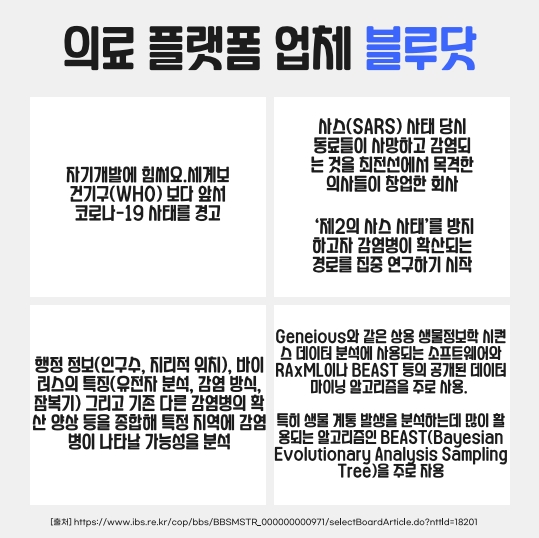 의료 플랫폼 업체 블루닷
자기개발에 힘써요.세계보
건기구(WHO) 보다 앞서
코로나-19 사태를 경고
사스(SARS) 사태 당시
동료들이 사망하고 감염되
는 것을 최전선에서 목격한
의사들이 창업한 회사
‘제2의 사스 사태’를 방지
하고자 감염병이 확산되는
경로를 집중 연구하기 시작
행정 정보(인구수, 지리적 위치), 바이
러스의 특징(유전자 분석, 감염 방식,
잠복기) 그리고 기존 다른 감염병의 확
산 양상 등을 종합해 특정 지역에 감염
병이 나타날 가능성을 분석
Geneious와 같은 상용 생물정보학 시퀀
스 데이터 분석에 사용되는 소프트웨어와
RAxML이나 BEAST 등의 공개된 데이터
마이닝 알고리즘을 주로 사용.
특히 생물 계통 발생을 분석하는데 많이 활
용되는 알고리즘인 BEAST(Bayesian
Evolutionary Analysis Sampling
Tree)을 주로 사용
[출처] https://www.ibs.re.kr/cop/bbs/BBSMSTR_000000000971/selectBoardArticle.do?nttId=18201